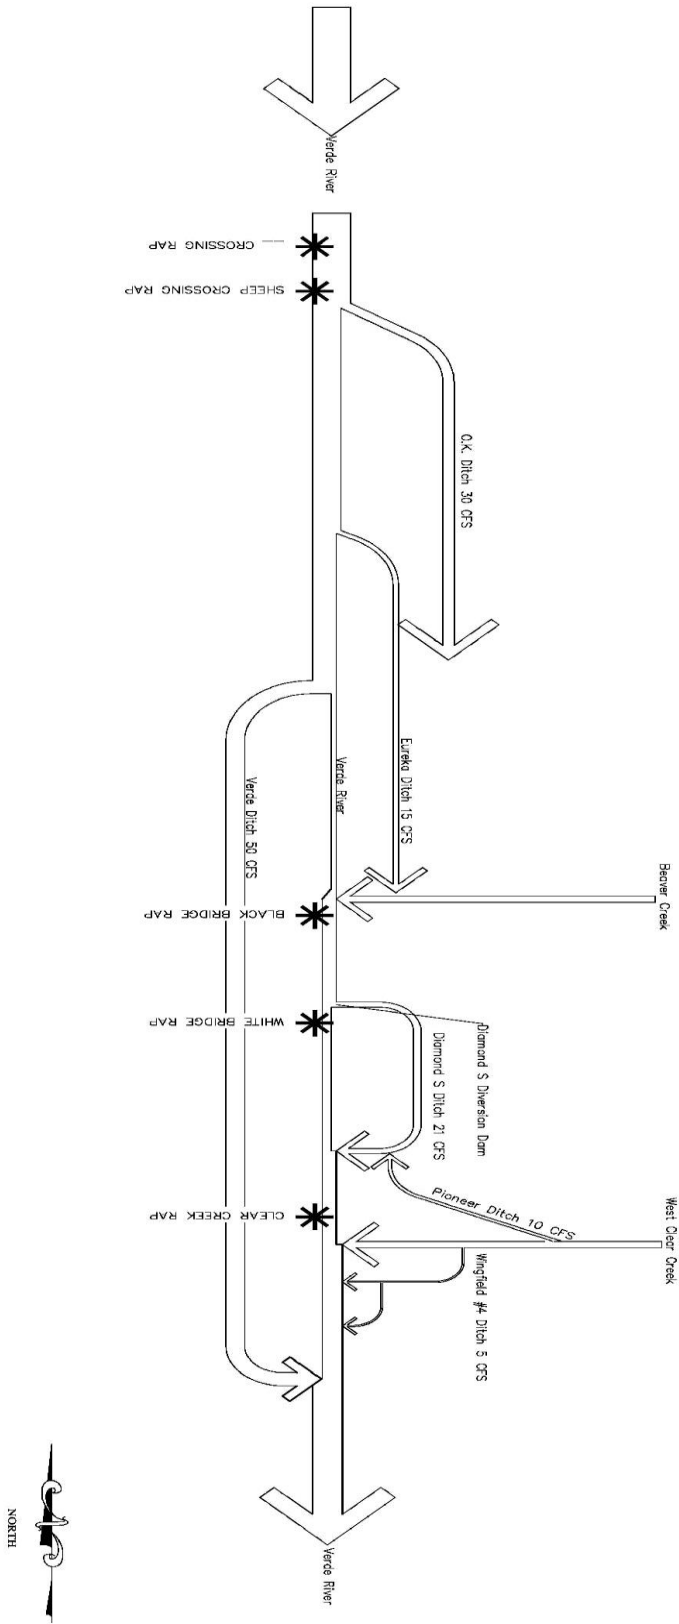 Verde River
CROSSING RAP
SHEEP CROSSING RAP
O.K. Ditch 30 CFS
Eureka Ditch 15 CFS
Verde River
Verde Ditch 50 CFS
Beaver Creek
BLACK BRIDGE RAP
WHITE BRIDGE RAP
Diamond S Diversion Dam
Diamond S Ditch 21 CFS
Pioneer Ditch 10 CFS
West Clear Creek
CLEAR CREEK RAP
Wingfield #4 Ditch 5 CFS
Verde River
NORTH